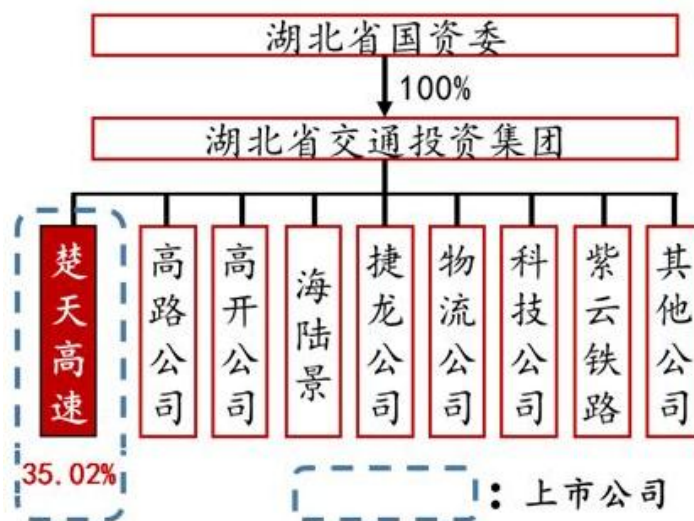 湖北省国资委
100%
湖北省交通投资集团
楚天高速
高路公司
高开公司
海陆景
捷龙公司
物流公司
科技公司
紫云铁路
其他公司
35.02%
：上市公司